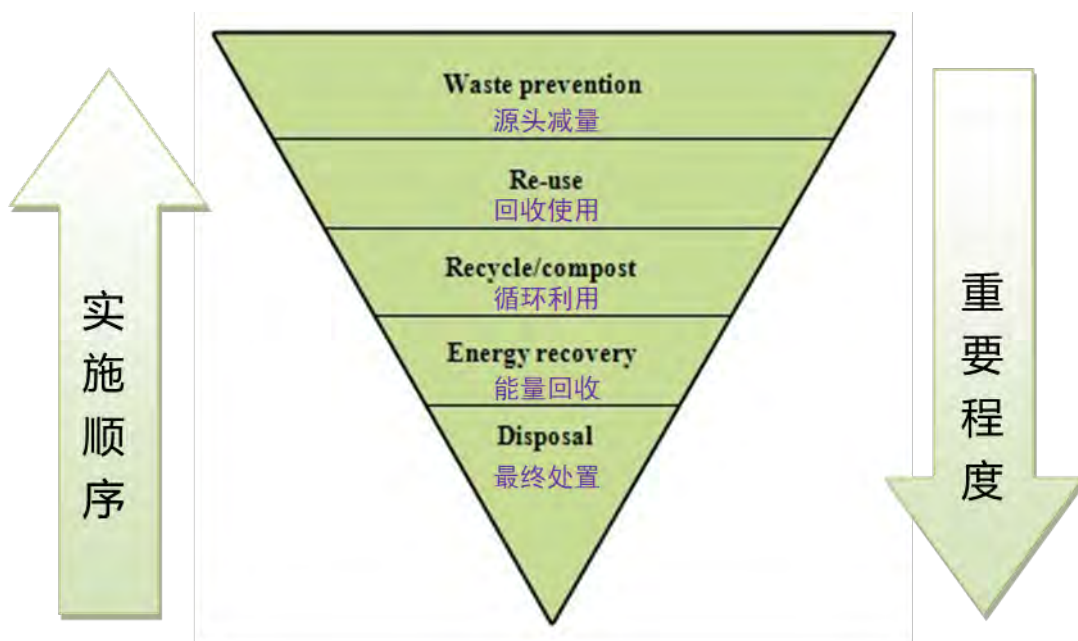 Waste prevention
源头减量
Re-use
回收使用
Recycle/compost
循环利用
Energy recovery
能量回收
Disposal
最终处置
实施顺序
重要程度